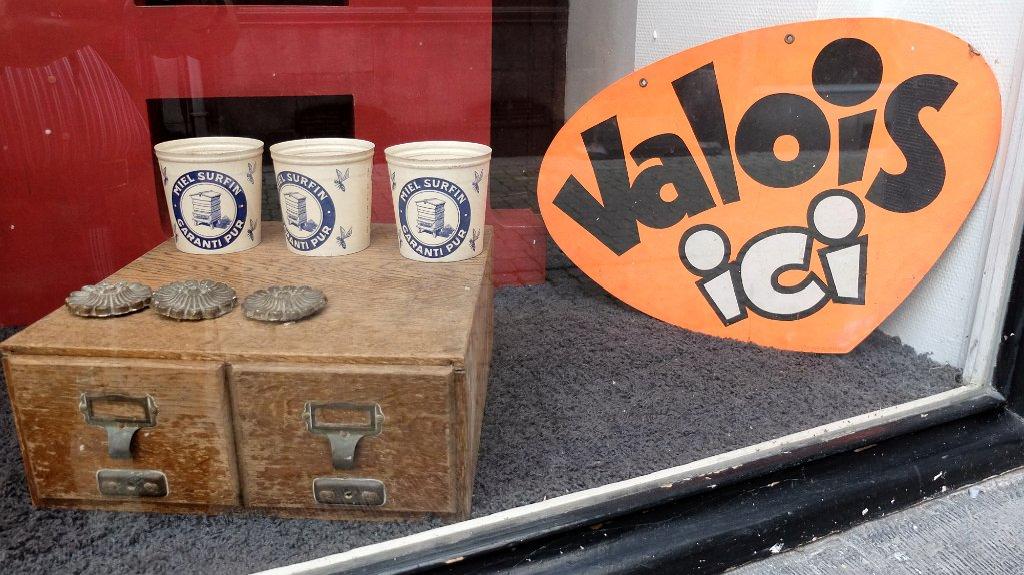 MIEL SURFIN
GARANTI PUR
MIEL SURFIN
GARANTI PUR
MIEL SURFIN
GARANTI PUR
Valois
ici